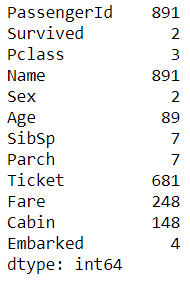 PassengerId 891
Survived 2
Pclass 3
Name 891
Sex 2
Age 89
SibSp 7
Parch 7
Ticket 681
Fare 248
Cabin 148
Embarked 4
dtype: int64